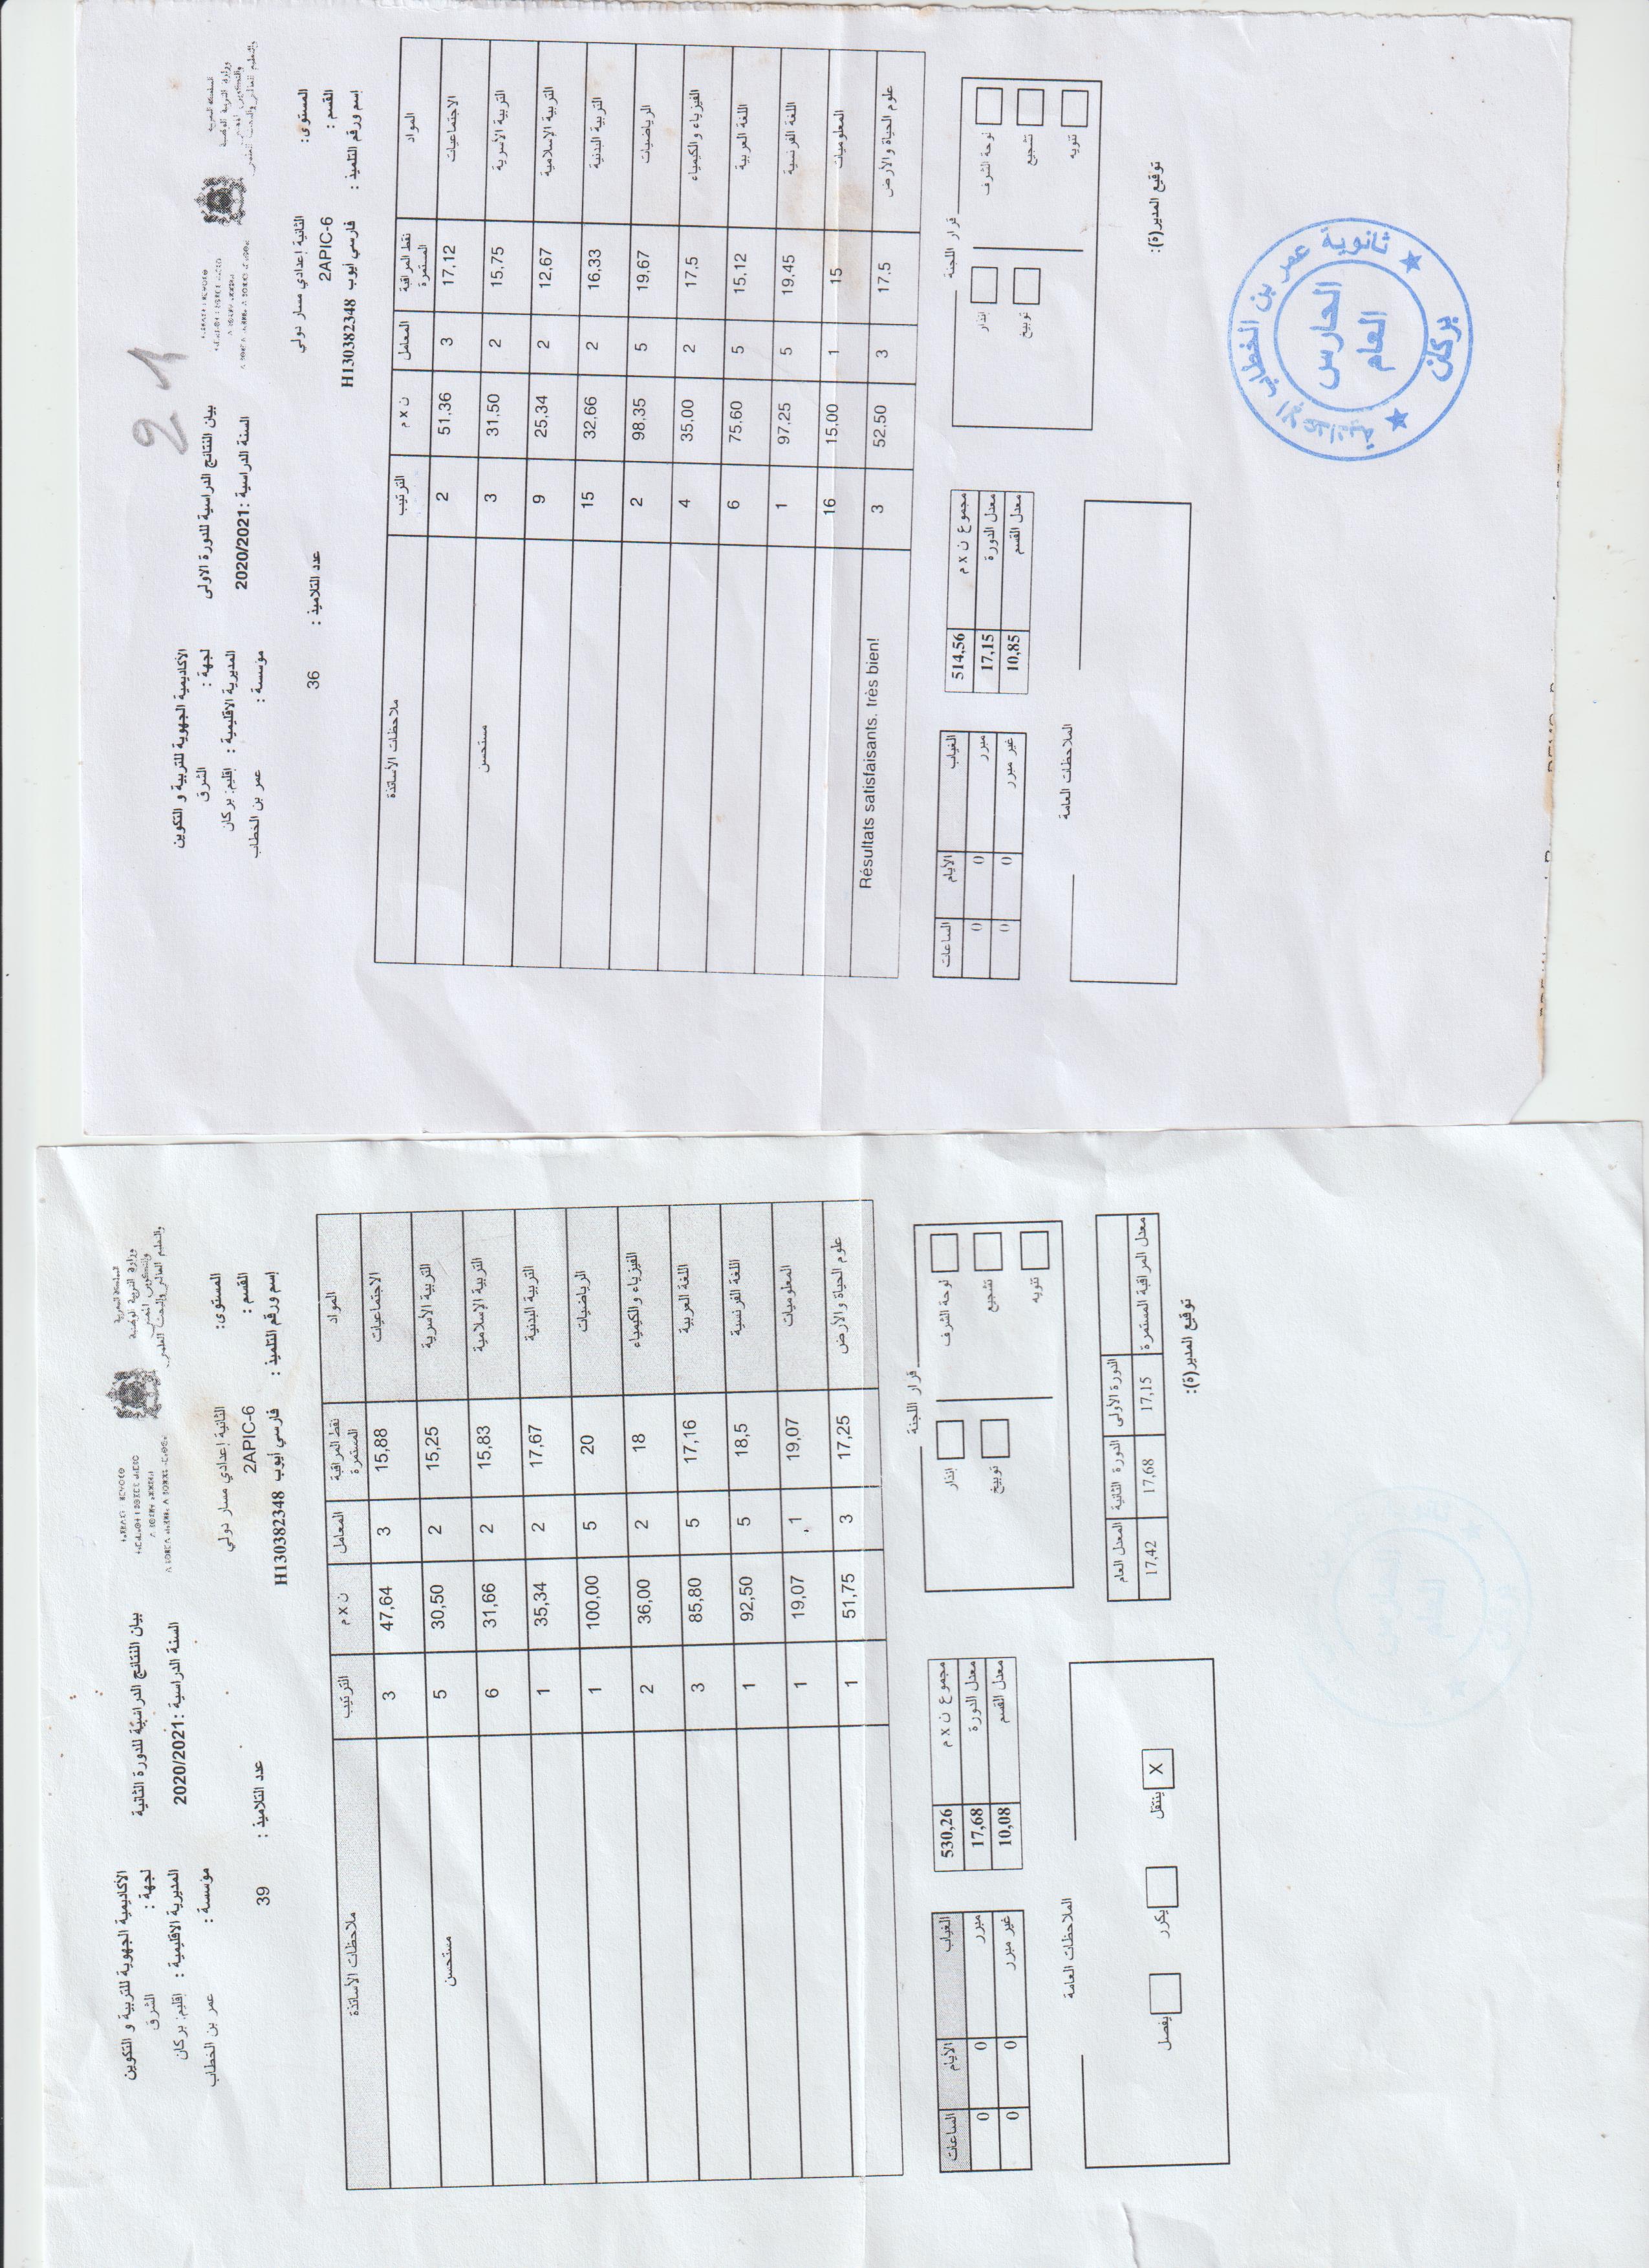 المملكة المغربية
وزارة التربية الوطنية
والتكوين المهني
والتعليم العالي والبحث العلمي
بيان النتائج الدراسية للدورة الثانية
السنة الدراسية :2020/2021
الأكاديمية الجهوية للتربية و التكوين
لجهة : الشرق
المديرية الاقليمية : إقليم: بركان
مؤسسة : عمر بن الخطاب
المستوى: الثانية إعدادي مسار دولي
القسم : 2APIC-6
إسم ورقم التلميذ : فارسي أيوب H130382348
عدد التلاميذ : 39
المواد نقط المراقبة المستمرة المعامل ن x م الترتيب ملاحظات الأساتذة
الاجتماعيات 15,88 3 47,64 3
التربية الأسرية 15,25 2 30,50 5 مستحسن
التربية الإسلامية 15,83 2 31,66 6
التربية البدنية 17,67 2 35,34 1
الرياضيات 20 5 100,00 1
الفيزياء والكيمياء 18 2 36,00 2
اللغة العربية 17,16 5 85,80 3
اللغة الفرنسية 18,5 5 92,50 1
المعلوميات 19,07 1 19,07 1
علوم الحياة والأرض 17,25 3 51,75 1
قرار اللجنة
لوحة الشرف إنذار
تشجيع توبيخ
تنويه
مجموع ن x م 530,26
معدل الدورة 17,68
معدل القسم 10,08
الغياب الأيام الساعات
مبرر 0 0
غير مبرر 0 0
الدورة الأولى الدورة الثانية المعدل العام
معدل المراقبة المستمرة 17,15 17,68 17,42
توقيع المدير(ة):
الملاحظات العامة
X ينتقل يكرر يفصل
الحارس
العام
بركان
21
المملكة المغربية
وزارة التربية الوطنية
والتكوين المهني
والتعليم العالي والبحث العلمي
بيان النتائج الدراسية للدورة الاولى
السنة الدراسية :2020/2021
الأكاديمية الجهوية للتربية و التكوين
لجهة : الشرق
المديرية الاقليمية : إقليم: بركان
مؤسسة : عمر بن الخطاب
المستوى: الثانية إعدادي مسار دولي
القسم : 2APIC-6
إسم ورقم التلميذ : فارسي أيوب H130382348
عدد التلاميذ : 36
المواد نقط المراقبة المستمرة المعامل ن x م الترتيب ملاحظات الأساتذة
الاجتماعيات 17,12 3 51,36 2
التربية الأسرية 15,75 2 31,50 3 مستحسن
التربية الإسلامية 12,67 2 25,34 9
التربية البدنية 16,33 2 32,66 15
الرياضيات 19,67 5 98,35 2
الفيزياء والكيمياء 17,5 2 35,00 4
اللغة العربية 15,12 5 75,60 6
اللغة الفرنسية 19,45 5 97,25 1
المعلوميات 15 1 15,00 16
علوم الحياة والأرض 17,5 3 52,50 3 Résultats satisfaisants. très bien!
قرار اللجنة
لوحة الشرف إنذار
تشجيع توبيخ
تنويه
مجموع ن x م 514,56
معدل الدورة 17,15
معدل القسم 10,85
الغياب الأيام الساعات
مبرر 0 0
غير مبرر 0 0
الملاحظات العامة
توقيع المدير(ة):
ثانوية عمر بن الخطاب الإعدادية
الحارس
العام
بركان